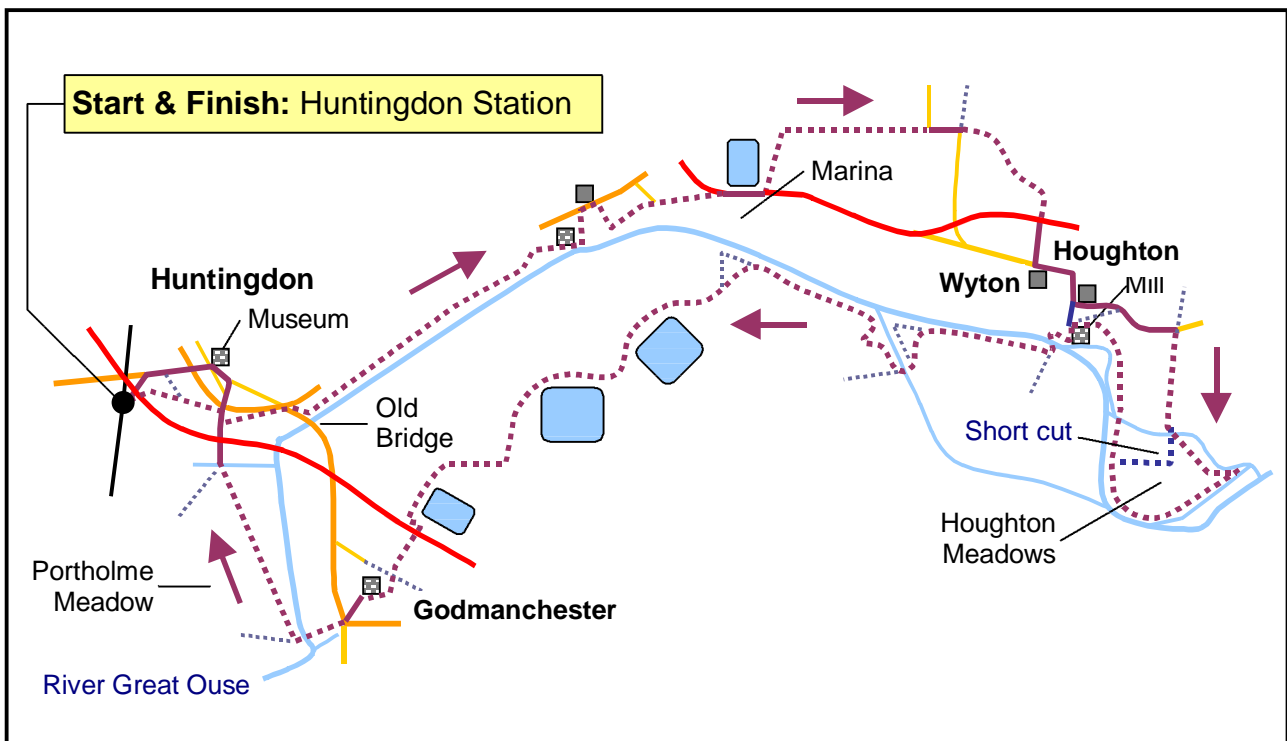 Start & Finish: Huntingdon Station
Marina
Huntingdon
Museum
Houghton
Wyton
Mill
Old
Bridge
Short cut
Houghton
Meadows
Portholme
Meadow
Godmanchester
River Great Ouse